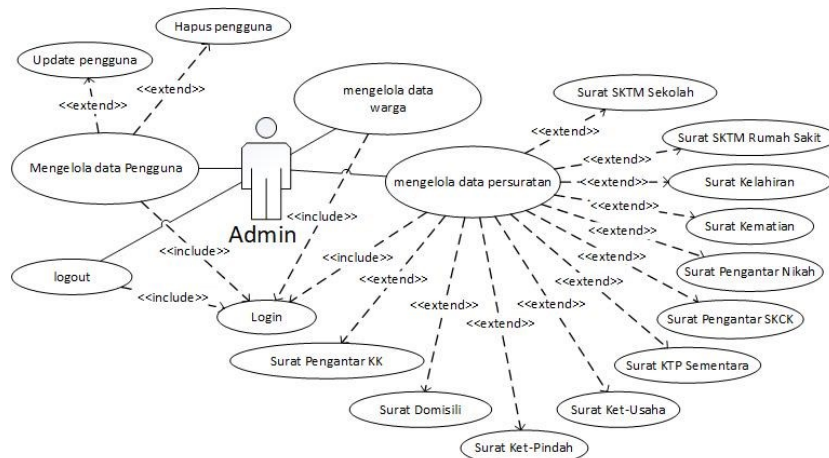 Hapus pengguna
Update pengguna
<<extend>>
<<extend>>
mengelola data
warga
Surat SKTM Sekolah
<<extend>>
Surat SKTM Rumah Sakit
Mengelola data Pengguna
mengelola data persuratan
<<extend>>
<<extend>>
Surat Kelahiran
<<extend>>
Surat Kematian
<<include>>
Admin
<<extend>>
Surat Pengantar Nikah
<<include>>
<<include>>
<<extend>>
<<extend>>
<<extend>>
<<extend>>
logout
<<include>>
Login
<<extend>>
<<extend>>
Surat Pengantar SKCK
Surat Pengantar KK
Surat KTP Sementara
Surat Domisili
Surat Ket-Usaha
Surat Ket-Pindah